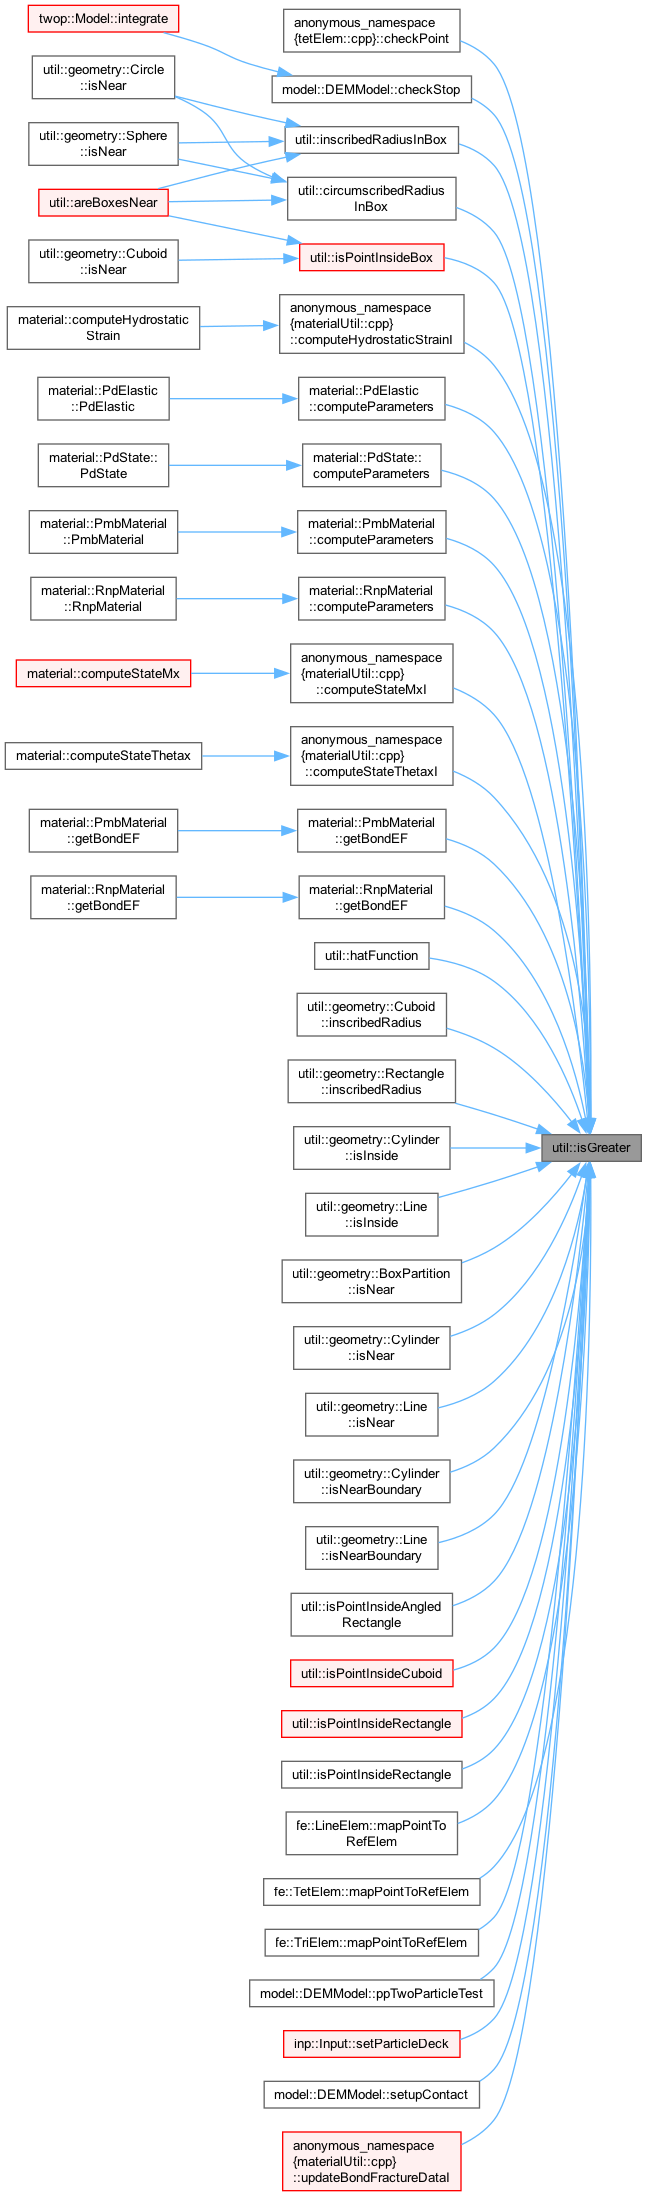 twop::Model::integrate
anonymous_namespace
{tetElem::cpp}::checkPoint
util::geometry::Circle
::isNear
model::DEMModel::checkStop
util::geometry::Sphere
::isNear
util::inscribedRadiusInBox
util::areBoxesNear
util::circumscribedRadius
InBox
util::geometry::Cuboid
::isNear
util::isPointInsideBox
material::computeHydrostatic
Strain
anonymous_namespace
{materialUtil::cpp}
::computeHydrostaticStrainI
material::PdElastic
::PdElastic
material::PdElastic
::computeParameters
material::PdState::
PdState
material::PdState::
computeParameters
material::PmbMaterial
::PmbMaterial
material::PmbMaterial
::computeParameters
material::RnpMaterial
::RnpMaterial
material::RnpMaterial
::computeParameters
material::computeStateMx
anonymous_namespace
{materialUtil::cpp}
::computeStateMxI
material::computeStateThetax
anonymous_namespace
{materialUtil::cpp}
::computeStateThetaxI
material::PmbMaterial
::getBondEF
material::PmbMaterial
::getBondEF
material::RnpMaterial
::getBondEF
material::RnpMaterial
::getBondEF
util::hatFunction
util::geometry::Cuboid
::inscribedRadius
util::geometry::Rectangle
::inscribedRadius
util::geometry::Cylinder
::isInside
util::isGreater
util::geometry::Line
::isInside
util::geometry::BoxPartition
::isNear
util::geometry::Cylinder
::isNear
util::geometry::Line
::isNear
util::geometry::Cylinder
::isNearBoundary
util::geometry::Line
::isNearBoundary
util::isPointInsideAngled
Rectangle
util::isPointInsideCuboid
util::isPointInsideRectangle
util::isPointInsideRectangle
fe::LineElem::mapPointTo
RefElem
fe::TetElem::mapPointToRefElem
fe::TriElem::mapPointToRefElem
model::DEMModel::ppTwoParticleTest
inp::Input::setParticleDeck
model::DEMModel::setupContact
anonymous_namespace
{materialUtil::cpp}
::updateBondFractureDataI